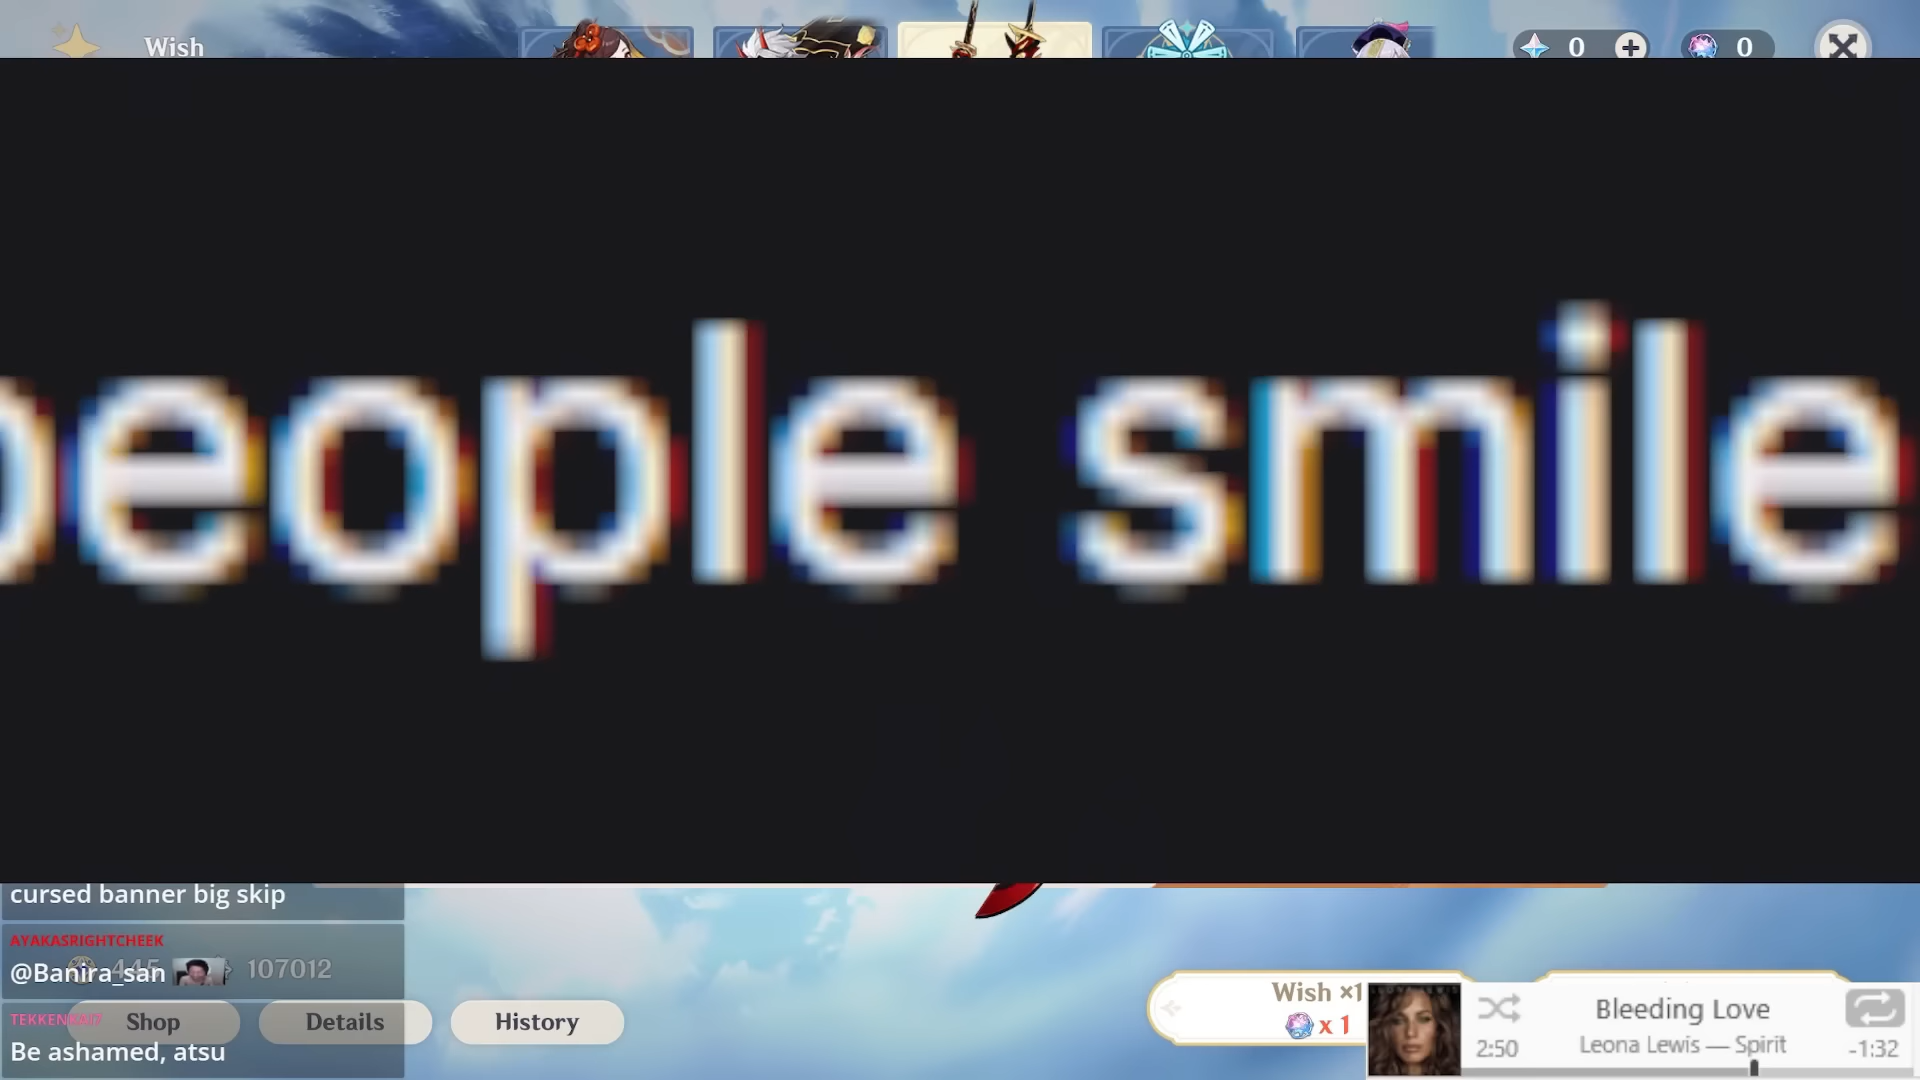 Wish
0
0
people smile
cursed banner big skip
AYAKASRIGHTCHEEK
@Banira_san
445
107012
Shop
Details
History
Be ashamed, atsu
Wish ×1
x 1
Bleeding Love
2:50
Leona Lewis — Spirit
-1:32